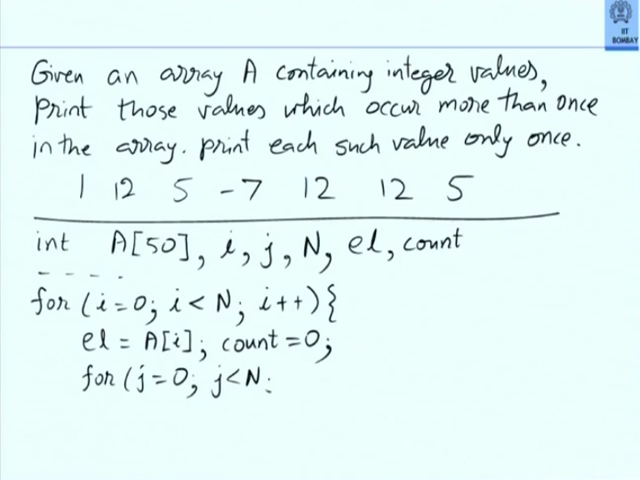 IIT
BOMBAY
Given an array A containing integer values,
Print those values which occur more than once
in the array. print each such value only once.
1 12 5 -7 12 12 5
int A[50], i, j, N, el, count
- - - - .
for (i=0; i<N; i++){
el = A[i]; count=0;
for (j=0; j<N;